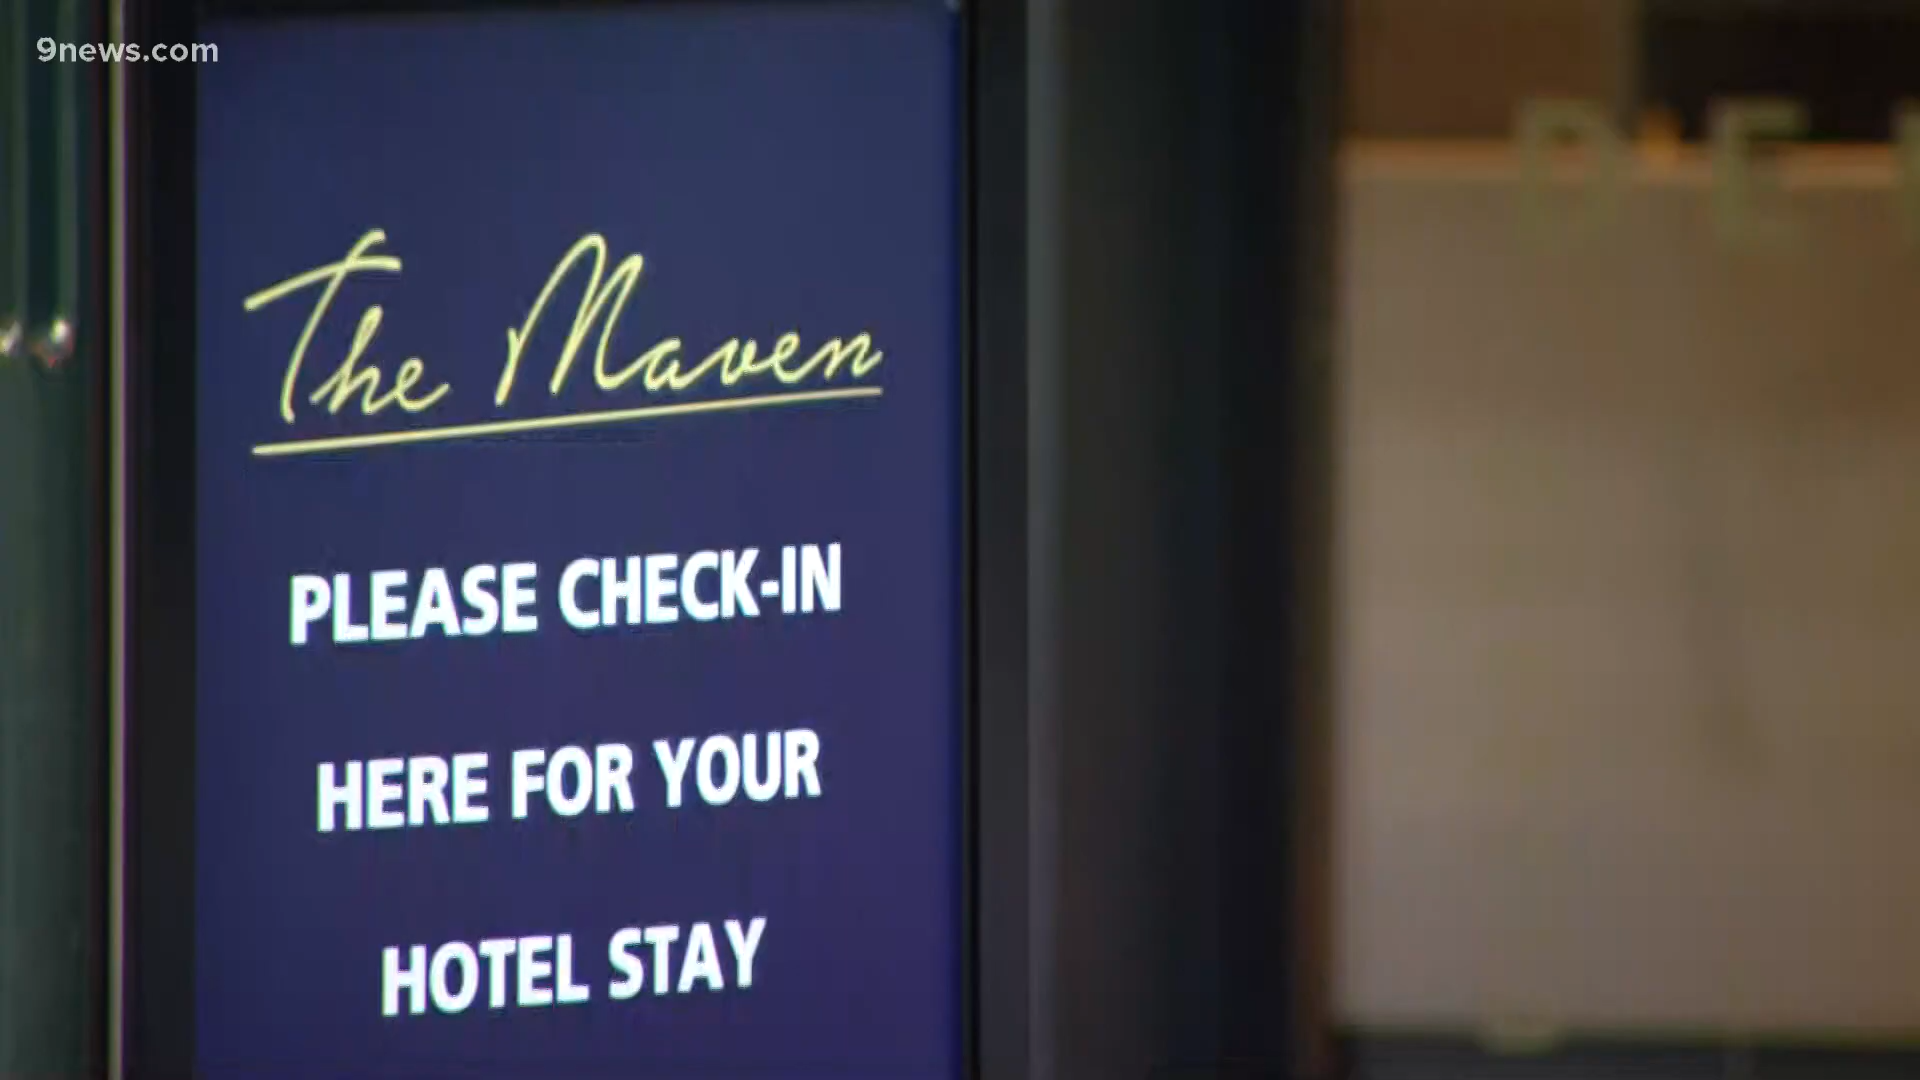 9news.com
The Maven
PLEASE CHECK-IN
HERE FOR YOUR
HOTEL STAY